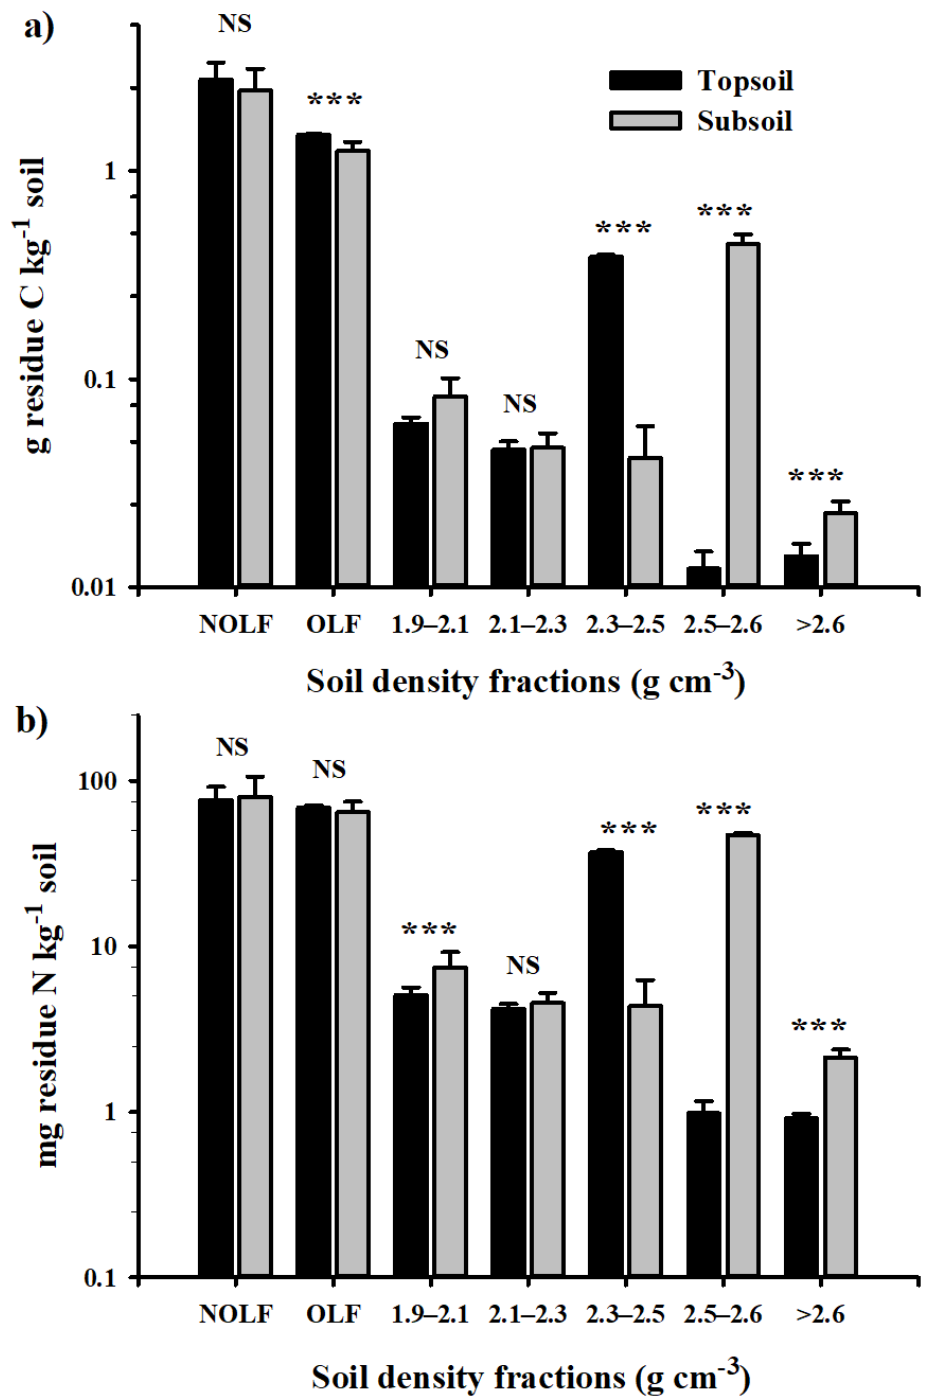 a)
NS
***
NS
NS
***
***
***
Topsoil
Subsoil
g residue C kg-1 soil
1
0.1
0.01
NOLF OLF 1.9–2.1 2.1–2.3 2.3–2.5 2.5–2.6 >2.6
Soil density fractions (g cm-3)
b)
NS
NS
***
NS
***
***
***
mg residue N kg-1 soil
100
10
1
0.1
NOLF OLF 1.9–2.1 2.1–2.3 2.3–2.5 2.5–2.6 >2.6
Soil density fractions (g cm-3)